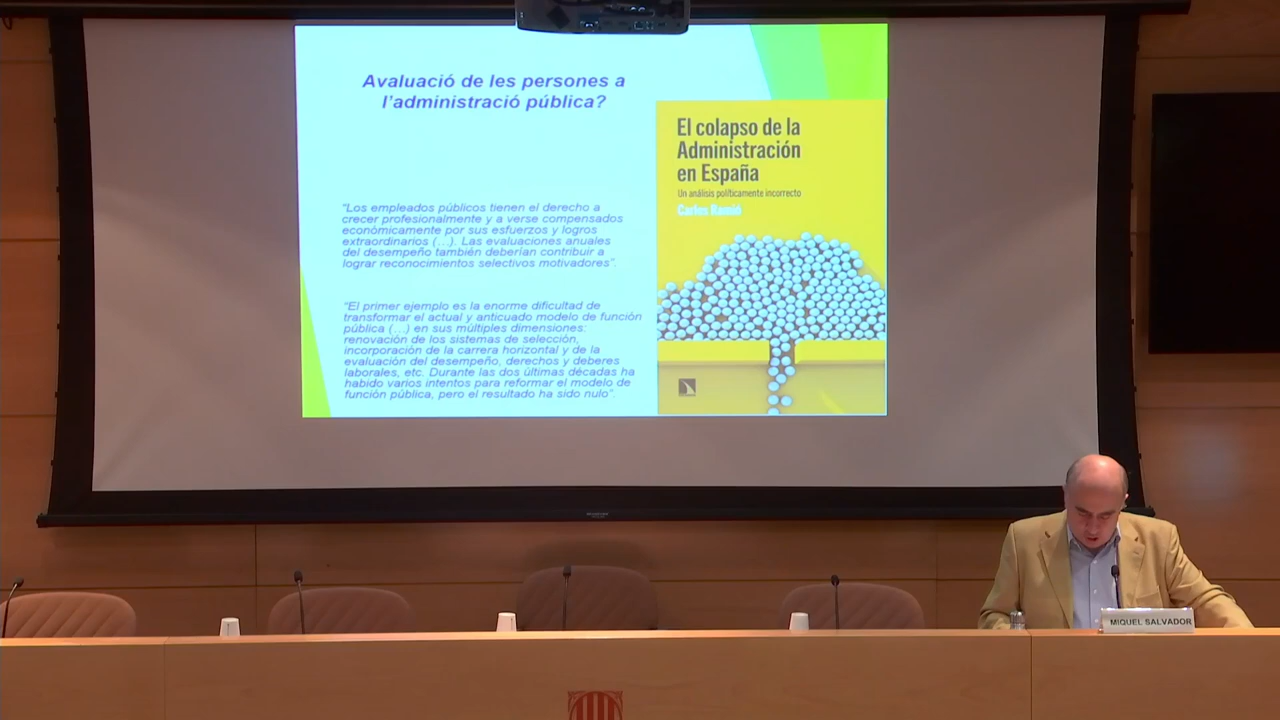 Avaluació de les persones a
l'administració pública?
El colapso de la
Administración
en España
Un análisis políticamente incorrecto
Carles Ramió
"Los empleados públicos tienen el derecho a
crecer profesionalmente y a verse compensados
económicamente por sus esfuerzos y logros
extraordinarios (…). Las evaluaciones anuales
del desempeño también deberían contribuir a
lograr reconocimientos selectivos motivadores".
"El primer ejemplo es la enorme dificultad de
transformar el actual y anticuado modelo de función
pública (…) en sus múltiples dimensiones:
renovación de los sistemas de selección,
incorporación de la carrera horizontal y de la
evaluación del desempeño, derechos y deberes
laborales, etc. Durante las dos últimas décadas ha
habido varios intentos para reformar el modelo de
función pública, pero el resultado ha sido nulo".
MIQUEL SALVADOR